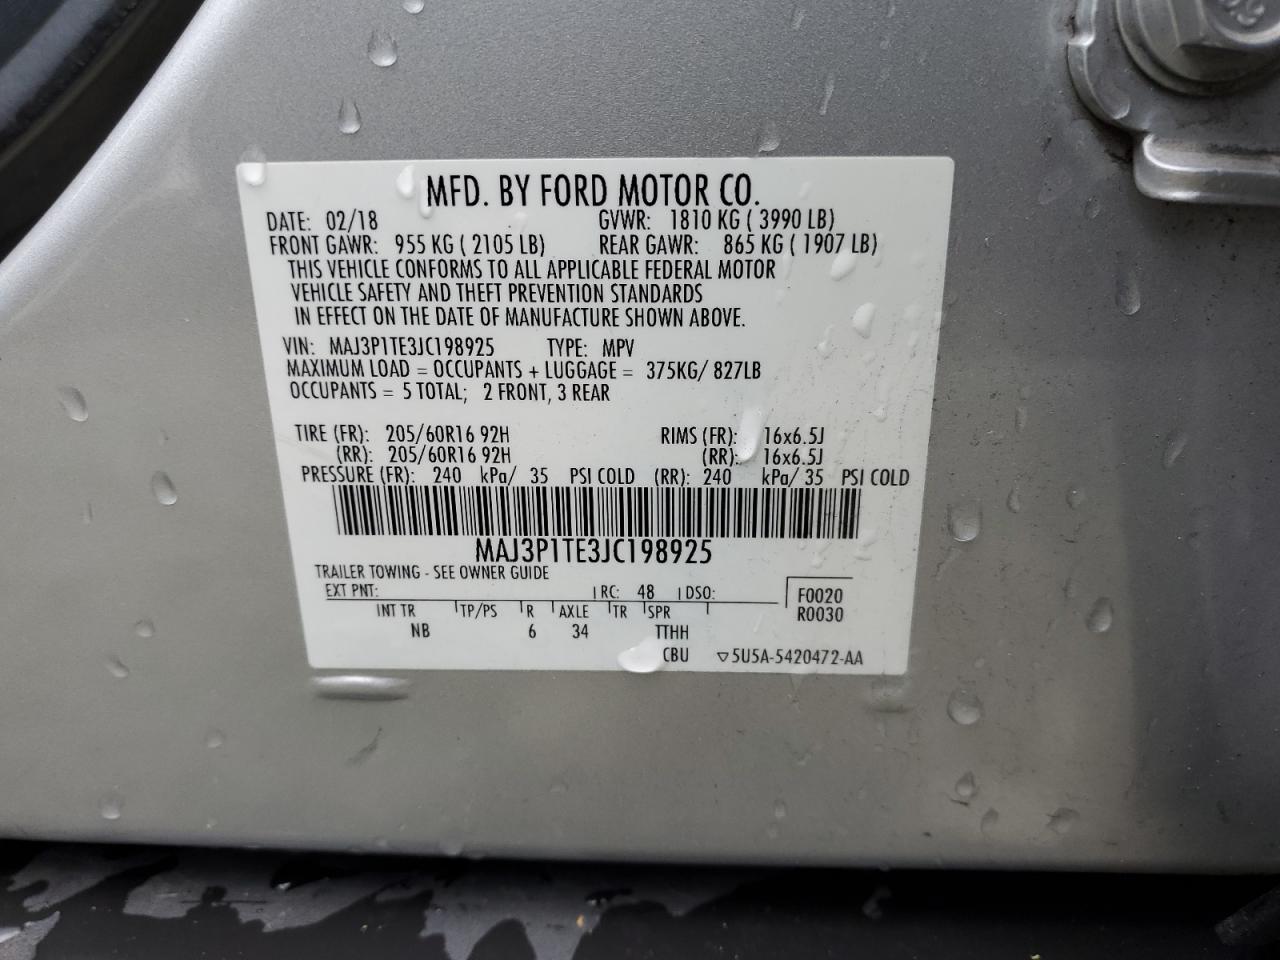 MFD. BY FORD MOTOR CO.
DATE: 02/18 GVWR: 1810 KG ( 3990 LB)
FRONT GAWR: 955 KG ( 2105 LB) REAR GAWR: 865 KG ( 1907 LB)
THIS VEHICLE CONFORMS TO ALL APPLICABLE FEDERAL MOTOR
VEHICLE SAFETY AND THEFT PREVENTION STANDARDS
IN EFFECT ON THE DATE OF MANUFACTURE SHOWN ABOVE.
VIN: MAJ3P1TE3JC198925 TYPE: MPV
MAXIMUM LOAD = OCCUPANTS + LUGGAGE = 375KG/ 827LB
OCCUPANTS = 5 TOTAL; 2 FRONT, 3 REAR
TIRE (FR): 205/60R16 92H RIMS (FR): 16x6.5J
(RR): 205/60R16 92H (RR): 16x6.5J
PRESSURE (FR): 240 kPa/ 35 PSI COLD (RR): 240 kPa/ 35 PSI COLD
MAJ3P1TE3JC198925
TRAILER TOWING - SEE OWNER GUIDE
EXT PNT: RC: 48 DSO: F0020
INT TR TP/PS R AXLE TR SPR R0030
NB 6 34 TTHH
CBU ▽5U5A-5420472-AA